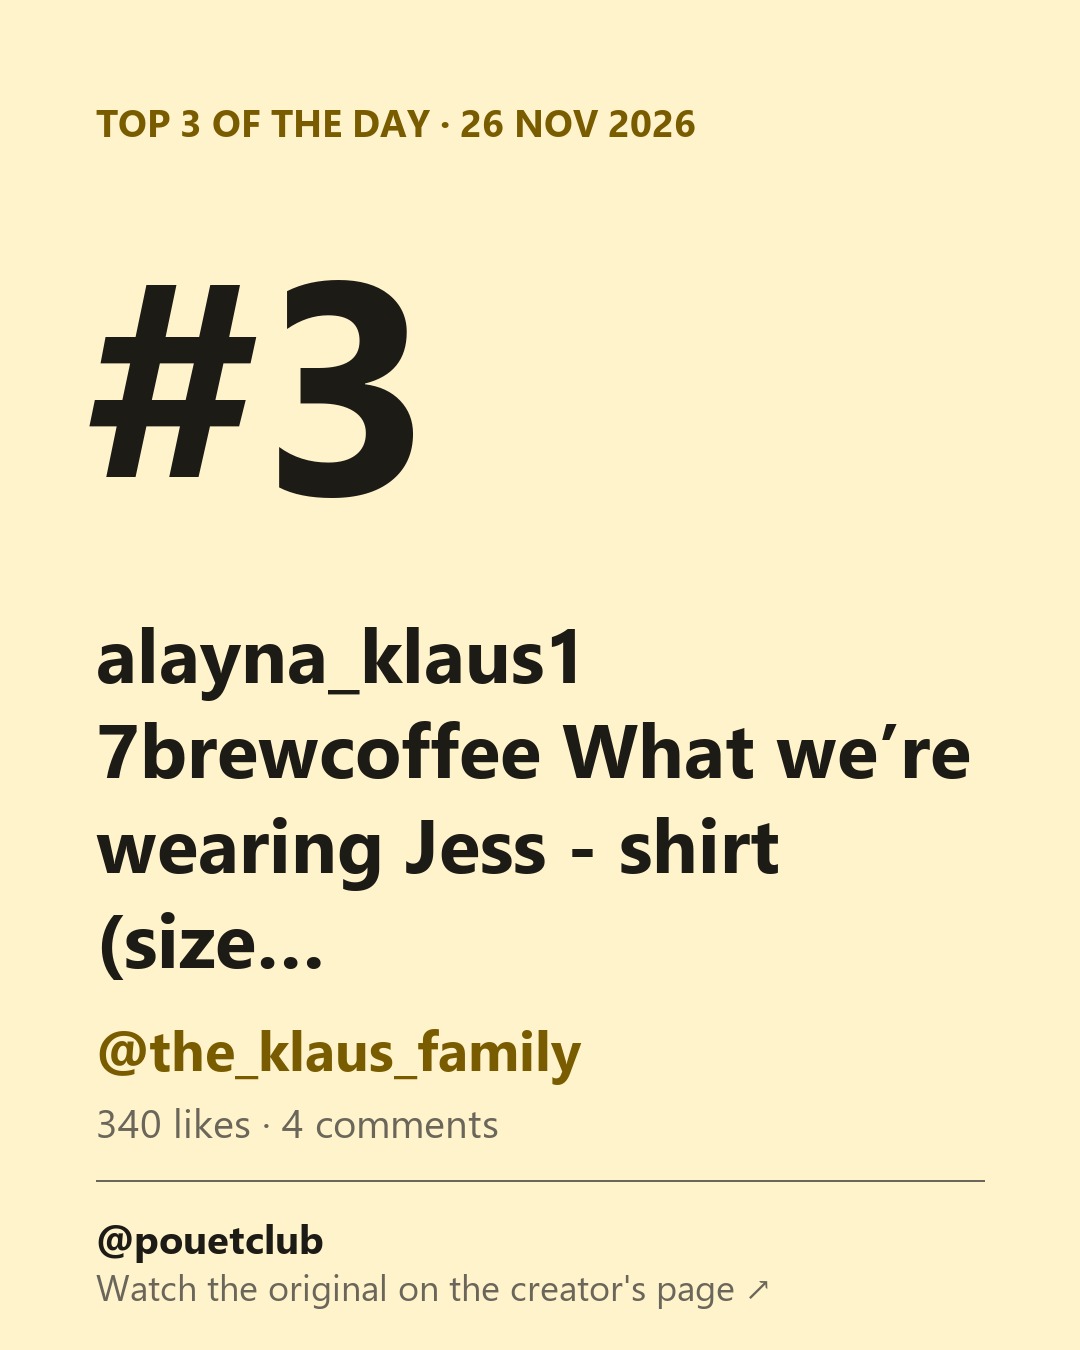 TOP 3 OF THE DAY · 26 NOV 2026
#3
alayna_klaus1
7brewcoffee What we’re
wearing Jess - shirt
(size…
@the_klaus_family
340 likes · 4 comments
@pouetclub
Watch the original on the creator's page ↗